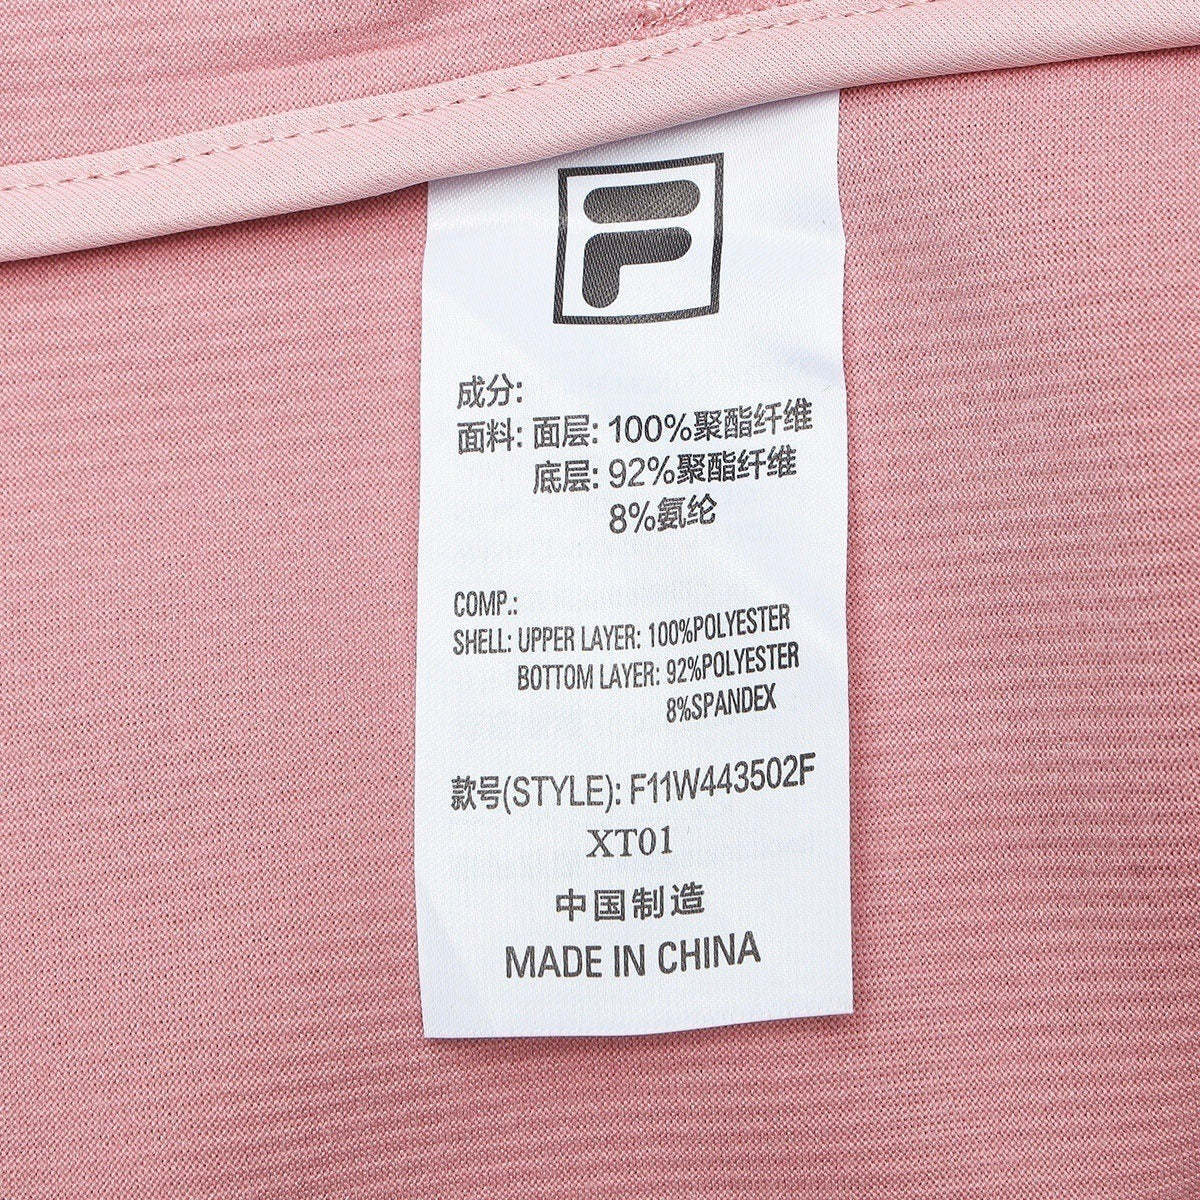 F
成分:
面料: 面层: 100%聚酯纤维
底层: 92%聚酯纤维
8%氨纶
COMP.:
SHELL: UPPER LAYER: 100%POLYESTER
BOTTOM LAYER: 92%POLYESTER
8%SPANDEX
款号(STYLE): F11W443502F
XT01
中国制造
MADE IN CHINA